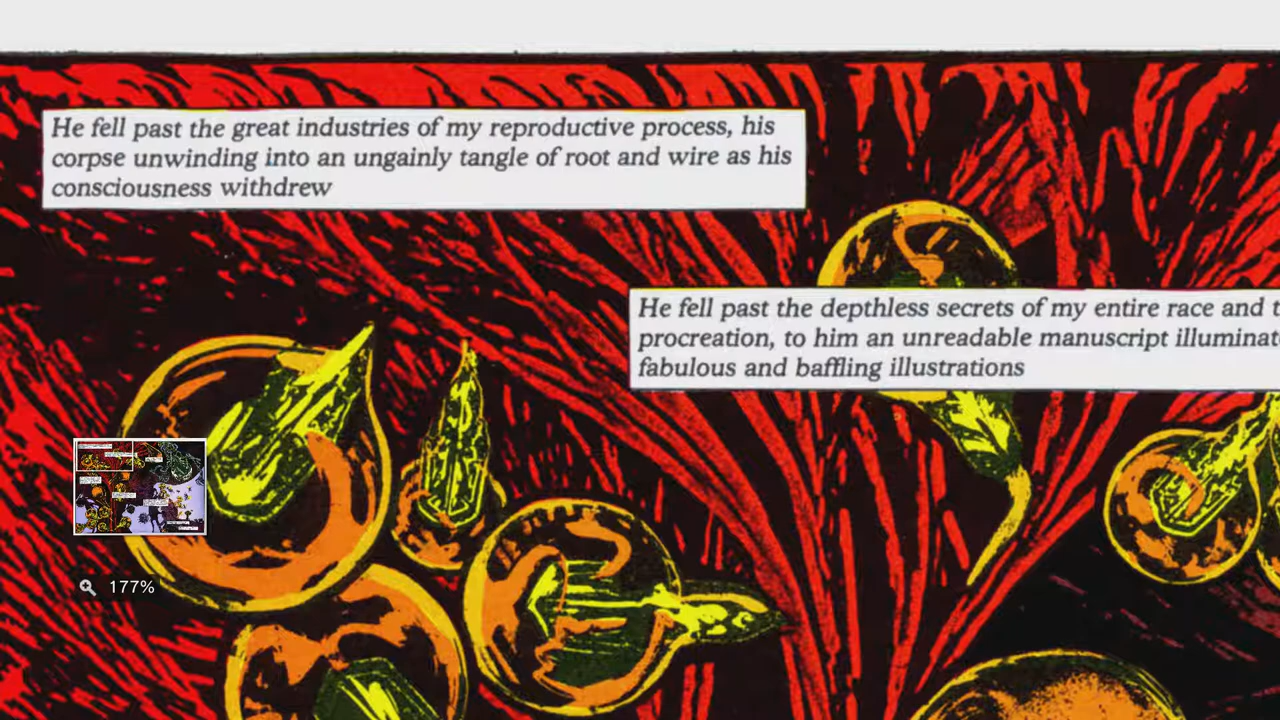 He fell past the great industries of my reproductive process, his
corpse unwinding into an ungainly tangle of root and wire as his
consciousness withdrew
He fell past the depthless secrets of my entire race and
procreation, to him an unreadable manuscript
fabulous and baffling illustrations
177%